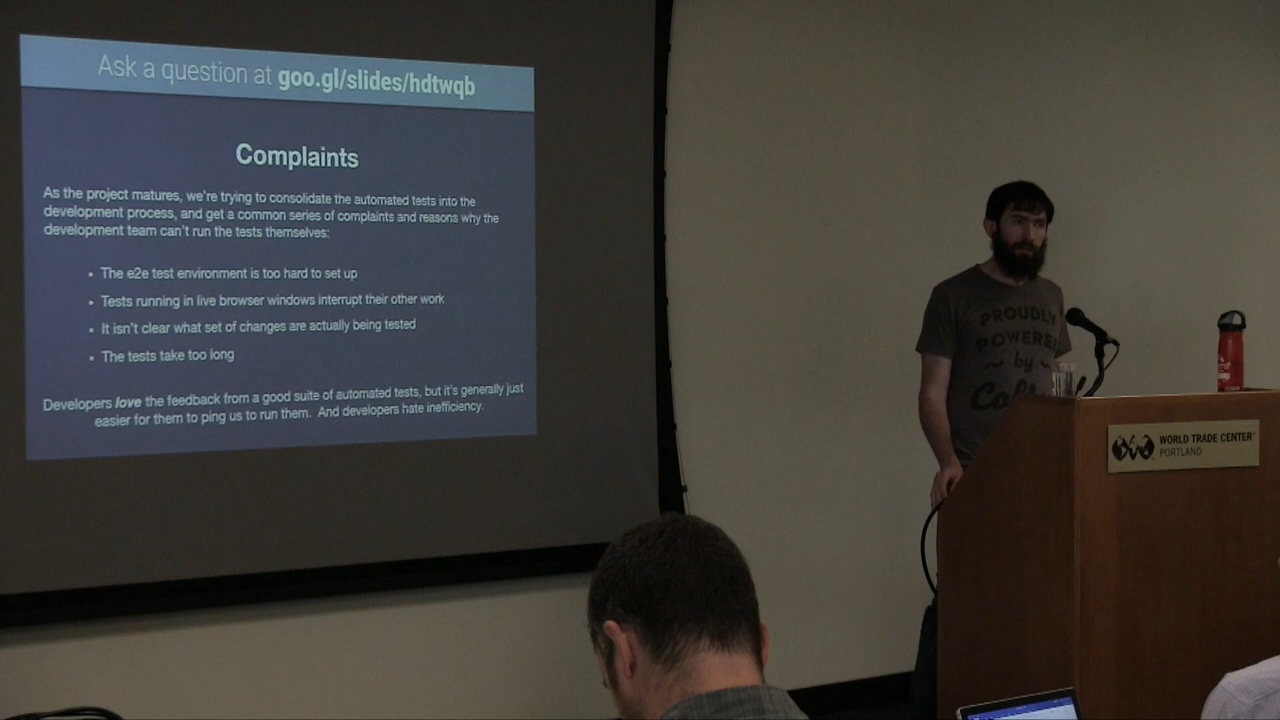 Ask a question at goo.gl/slides/hdtwqb
Complaints
As the project matures, we're trying to consolidate the automated tests into the
development process, and get a common series of complaints and reasons why the
development team can't run the tests themselves:
• The e2e test environment is too hard to set up
• Tests running in live browser windows interrupt their other work
• It isn't clear what set of changes are actually being tested
• The tests take too long
Developers love the feedback from a good suite of automated tests, but it's generally just
easier for them to ping us to run them. And developers hate inefficiency.
PROUDLY
POWERED
~ by
WORLD TRADE CENTER
PORTLAND